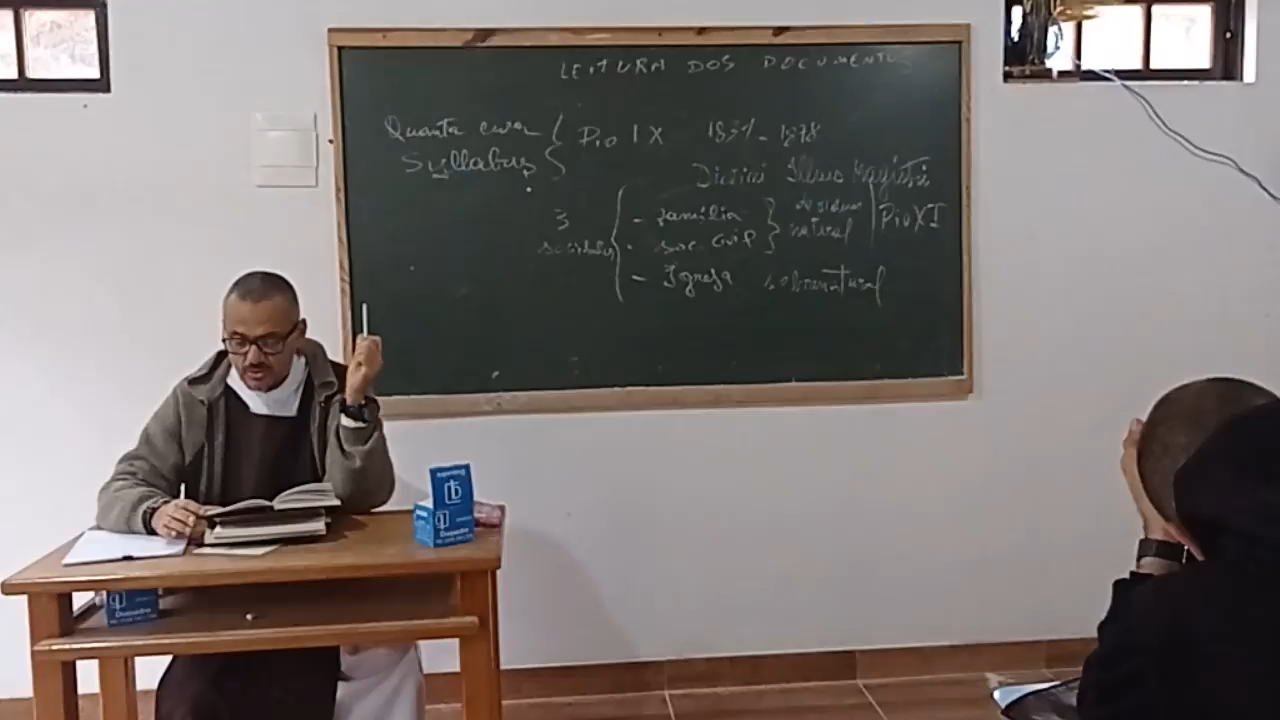 LEITURA DOS DOCUMENTOS
Quanta cura { Pio IX 1831 - 1878
Syllabus
Divini Illius Magistri
3 { - família } de ordem | Pio XI
sociedades - soc. civil natural
- Igreja sobrenatural